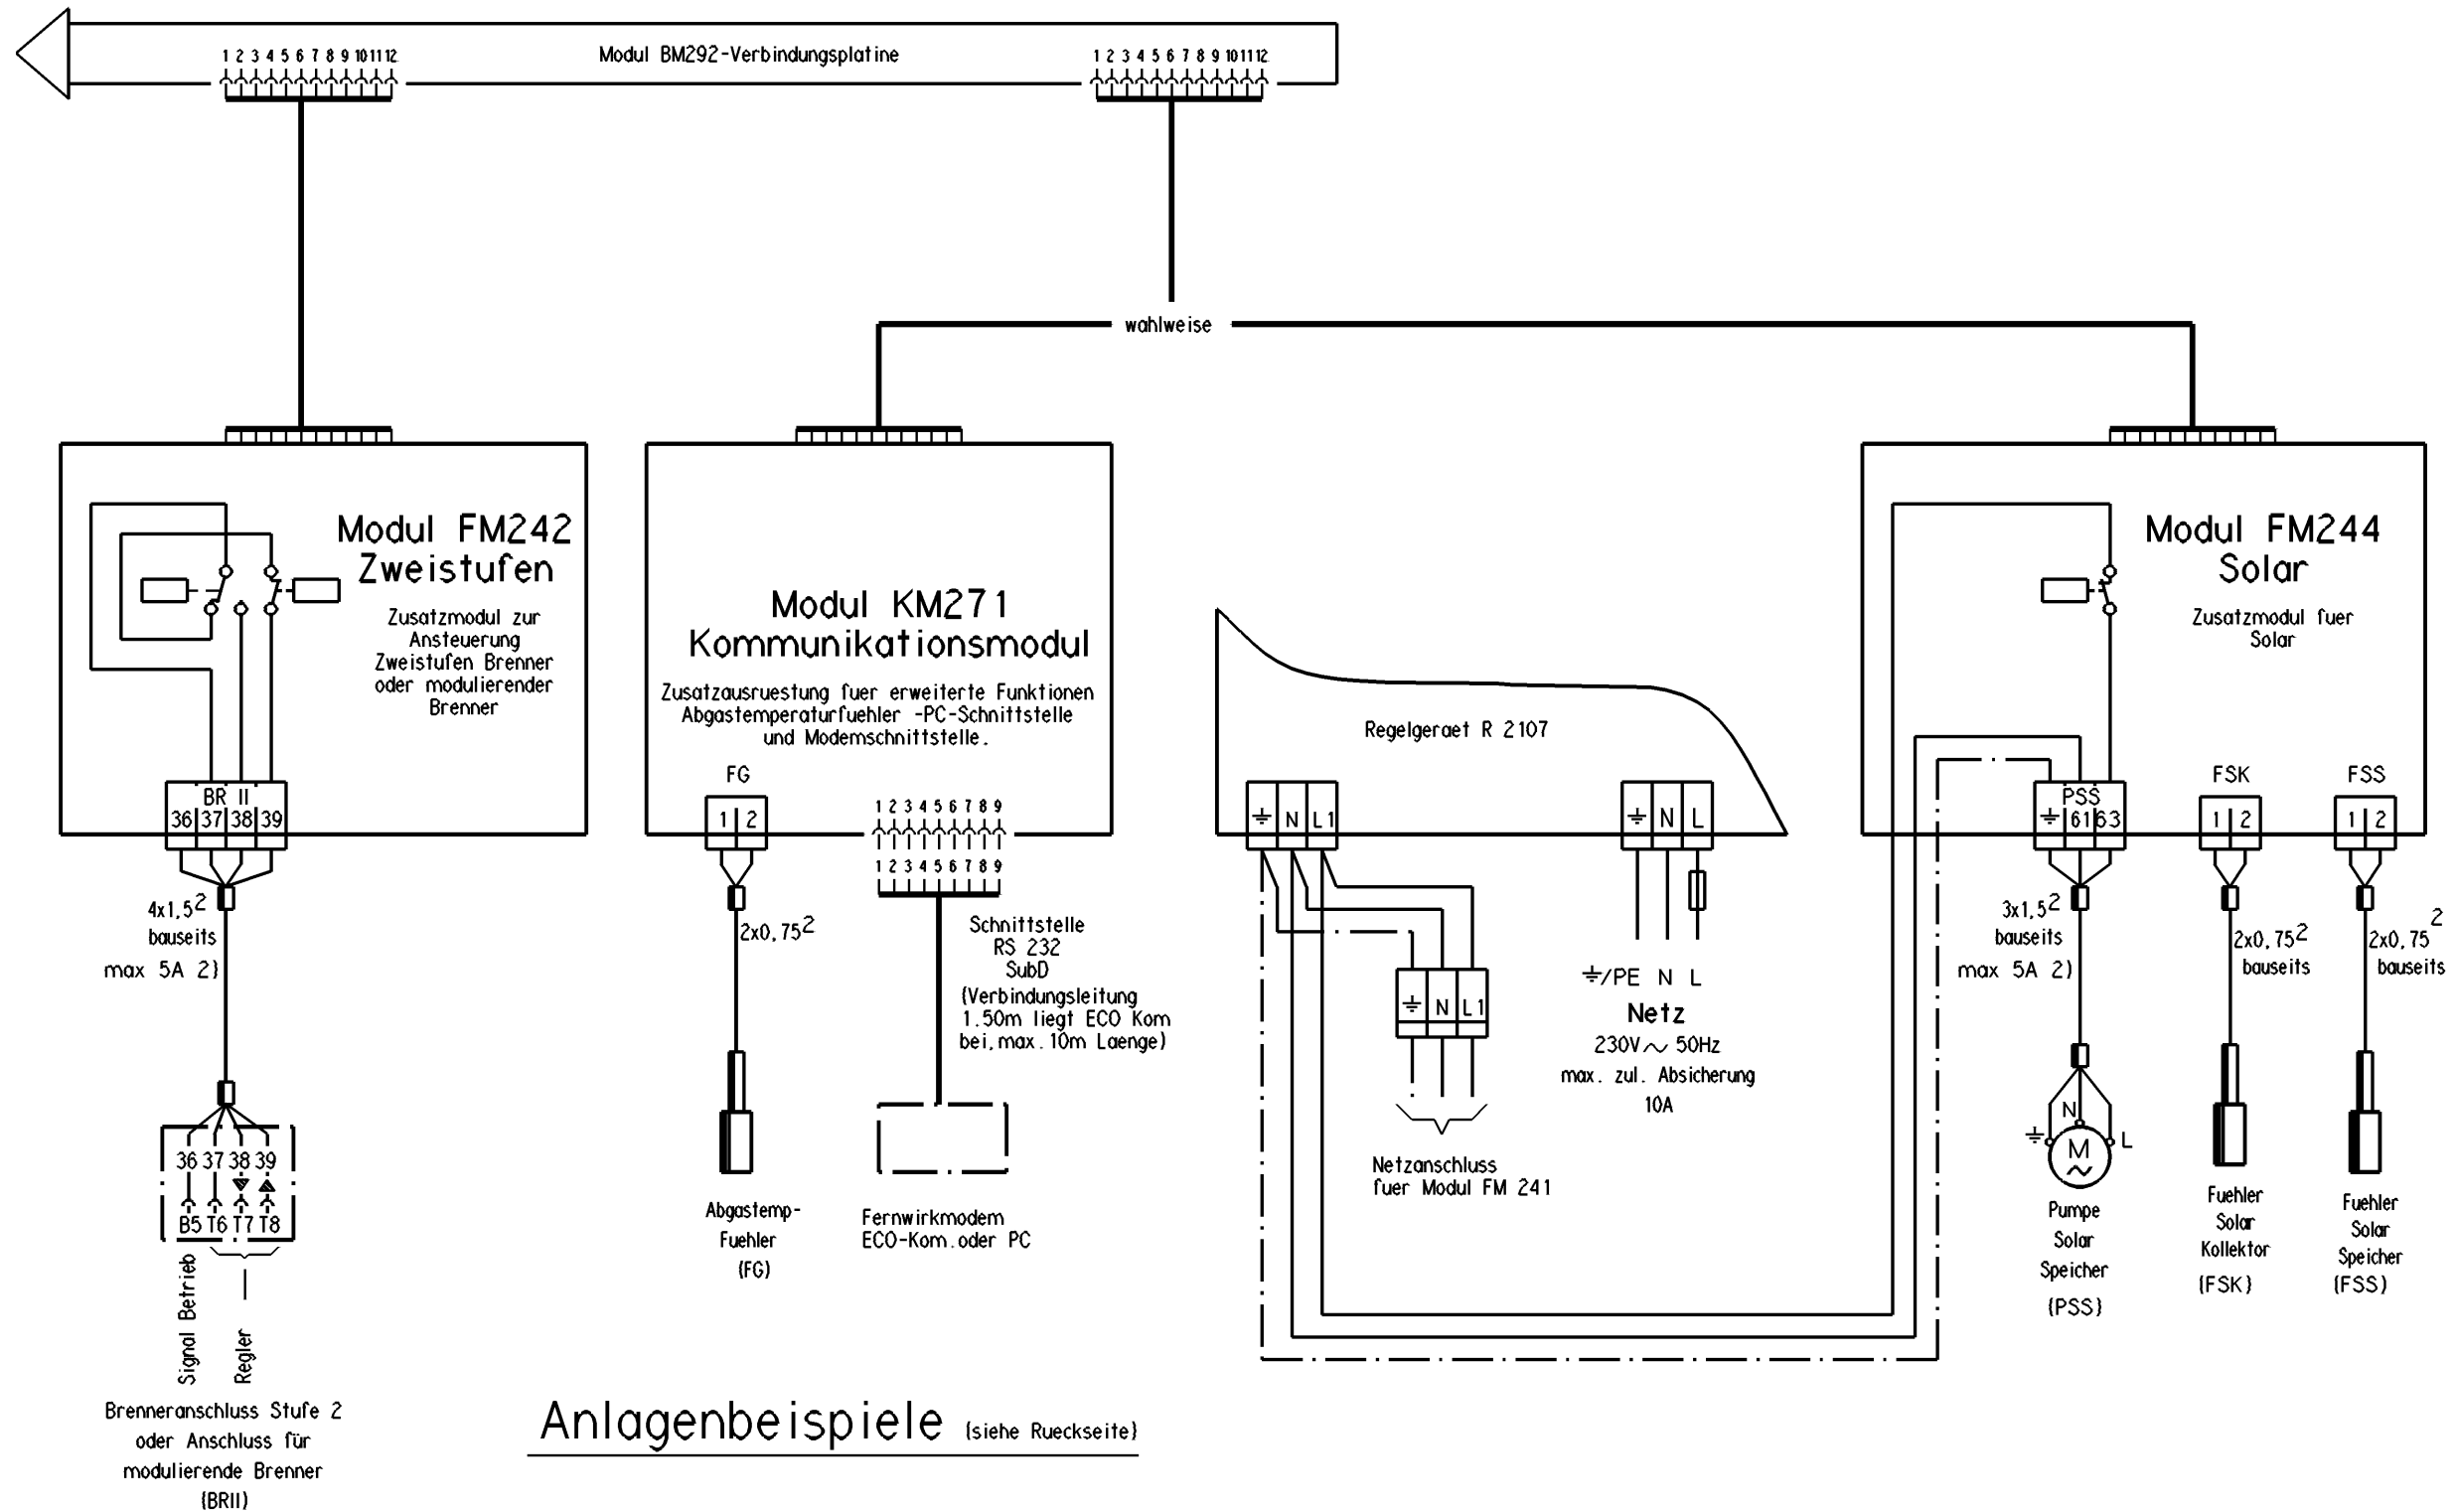 1 2 3 4 5 6 7 8 9 10 11 12
Modul BM292-Verbindungsplatine
1 2 3 4 5 6 7 8 9 10 11 12
wahlweise
Modul FM242
Zweistufen
Zusatzmodul zur
Ansteuerung
Zweistufen Brenner
oder modulierender
Brenner
BR II
36 37 38 39
4x1,5²
bauseits
max 5A 2)
36 37 38 39
B5 T6 T7 T8
Signal Betrieb
Regler
Brenneranschluss Stufe 2
oder Anschluss für
modulierende Brenner
(BRII)
Modul KM271
Kommunikationsmodul
Zusatzausruestung fuer erweiterte Funktionen
Abgastemperaturfuehler -PC-Schnittstelle
und Modemschnittstelle.
FG
1 2
2x0,75²
Abgastemp-
Fuehler
(FG)
1 2 3 4 5 6 7 8 9
1 2 3 4 5 6 7 8 9
Schnittstelle
RS 232
SubD
(Verbindungsleitung
1.50m liegt ECO Kom
bei,max.10m Laenge)
Fernwirkmodem
ECO-Kom.oder PC
Regelgeraet R 2107
⏚ N L1
⏚ N L
⏚ N L1
Netzanschluss
fuer Modul FM 241
⏚/PE N L
Netz
230V~ 50Hz
max. zul. Absicherung
10A
Modul FM244
Solar
Zusatzmodul fuer
Solar
PSS
⏚ 61 63
3x1,5²
bauseits
max 5A 2)
N
⏚ M L
~
Pumpe
Solar
Speicher
(PSS)
FSK
1 2
2x0,75²
bauseits
Fuehler
Solar
Kollektor
(FSK)
FSS
1 2
2x0,75²
bauseits
Fuehler
Solar
Speicher
(FSS)
Anlagenbeispiele (siehe Rueckseite)